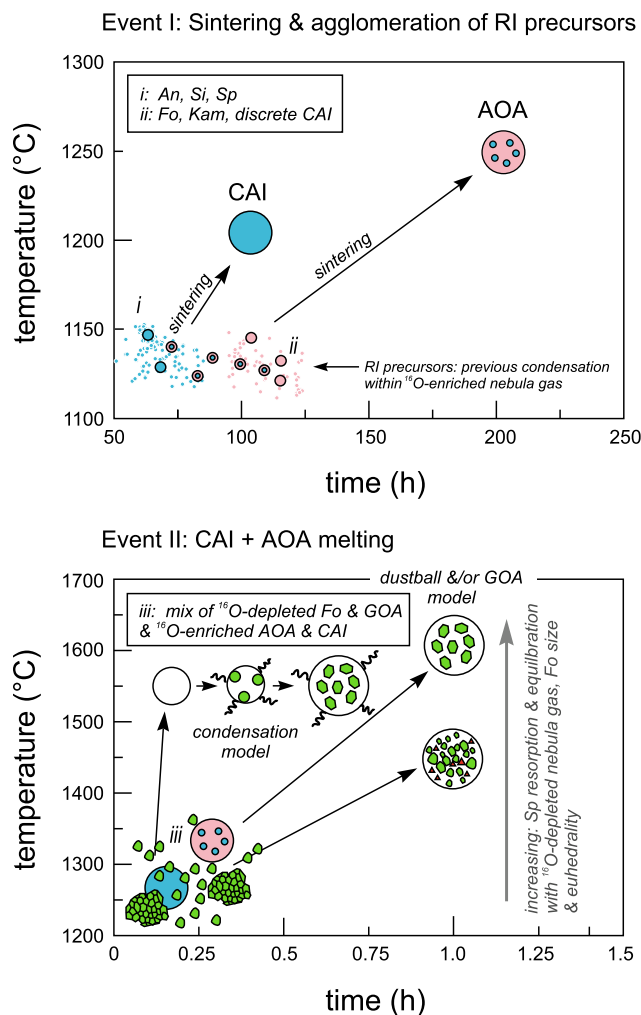 Event I: Sintering & agglomeration of RI precursors
1300
1250
1200
1150
1100
temperature (°C)
i: An, Si, Sp
ii: Fo, Kam, discrete CAI
AOA
CAI
sintering
sintering
i
ii
RI precursors: previous condensation
within ¹⁶O-enriched nebula gas
50
100
150
200
250
time (h)
Event II: CAI + AOA melting
1700
1600
1500
1400
1300
1200
temperature (°C)
dustball &/or GOA
model
iii: mix of ¹⁶O-depleted Fo & GOA
& ¹⁶O-enriched AOA & CAI
condensation
model
iii
increasing: Sp resorption & equilbration
with ¹⁶O-depleted nebula gas, Fo size
& euhedrality
0
0.25
0.5
0.75
1.0
1.25
1.5
time (h)